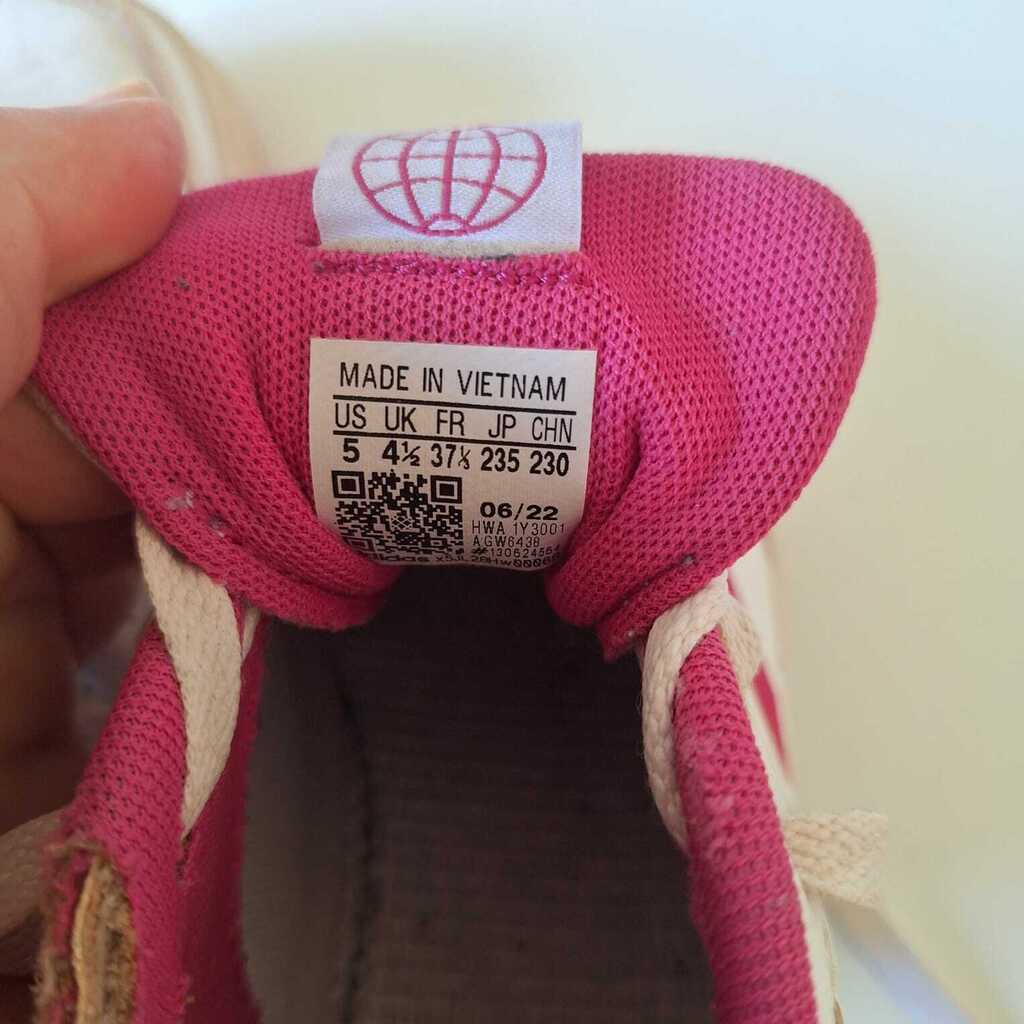 MADE IN VIETNAM
US UK FR JP CHN
5 4½ 37⅓ 235 230
06/22
HWA 1Y3001
AGW6438